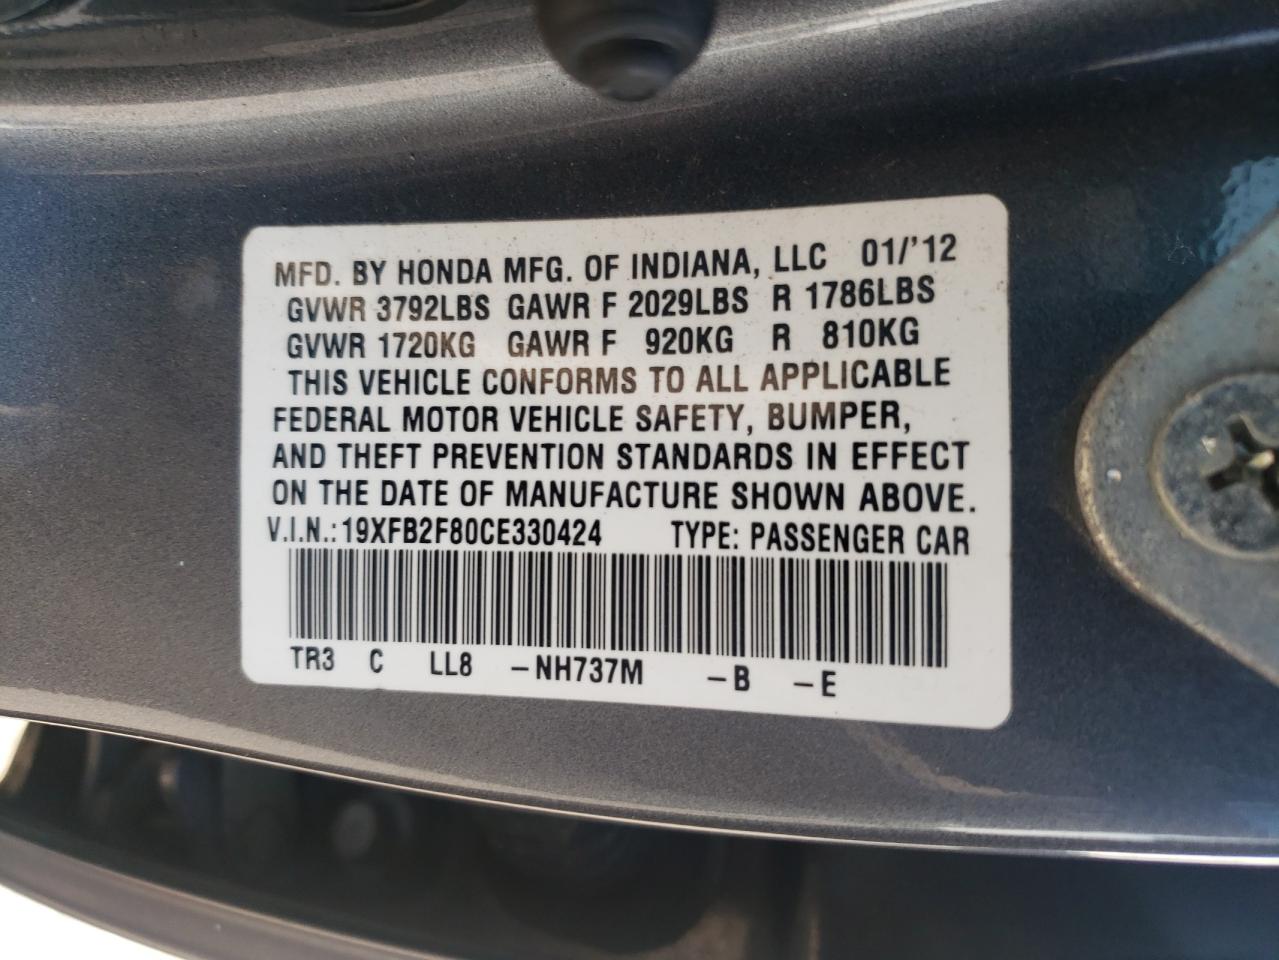 MFD. BY HONDA MFG. OF INDIANA, LLC 01/'12
GVWR 3792LBS GAWR F 2029LBS R 1786LBS
GVWR 1720KG GAWR F 920KG R 810KG
THIS VEHICLE CONFORMS TO ALL APPLICABLE
FEDERAL MOTOR VEHICLE SAFETY, BUMPER,
AND THEFT PREVENTION STANDARDS IN EFFECT
ON THE DATE OF MANUFACTURE SHOWN ABOVE.
V.I.N.:19XFB2F80CE330424 TYPE: PASSENGER CAR
TR3 C LL8 -NH737M -B -E